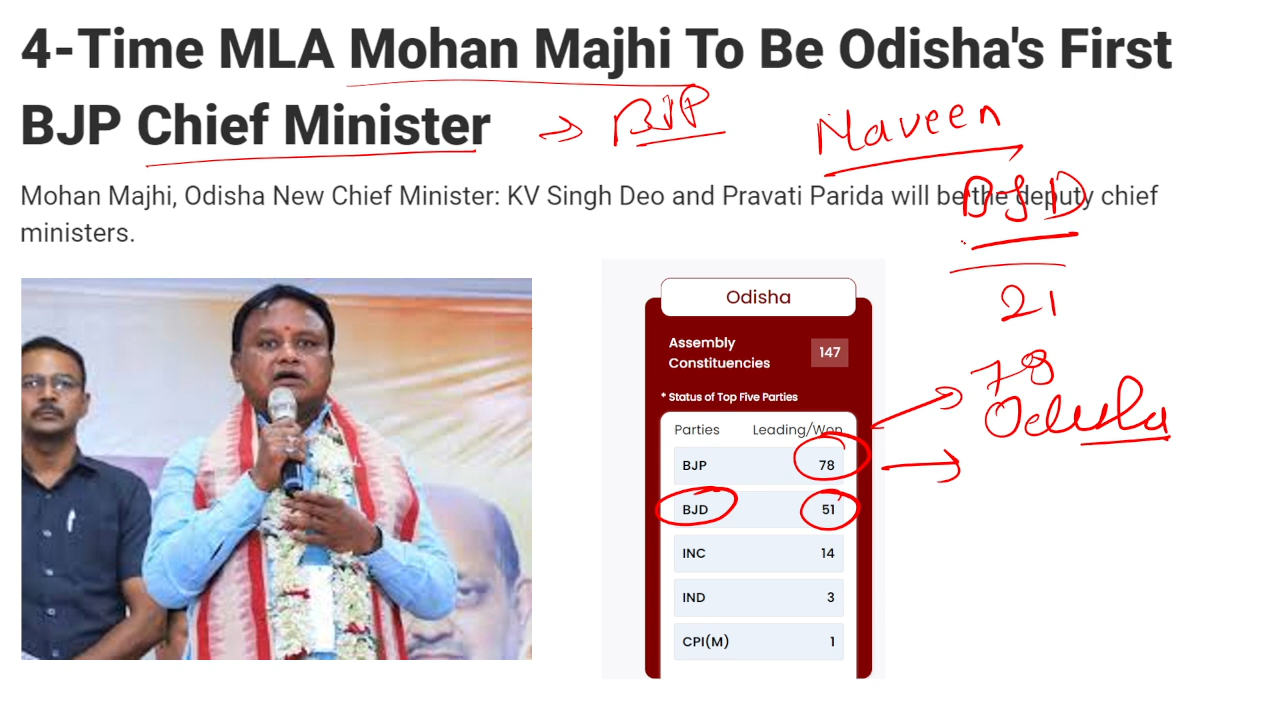 4-Time MLA Mohan Majhi To Be Odisha's First
BJP Chief Minister → BJP
Naveen
BJD
Mohan Majhi, Odisha New Chief Minister: KV Singh Deo and Pravati Parida will be the deputy chief
ministers.
21
78
Odisha
Odisha
Assembly
Constituencies 147
* Status of Top Five Parties
Parties Leading/Won
BJP 78
BJD 51
INC 14
IND 3
CPI(M) 1